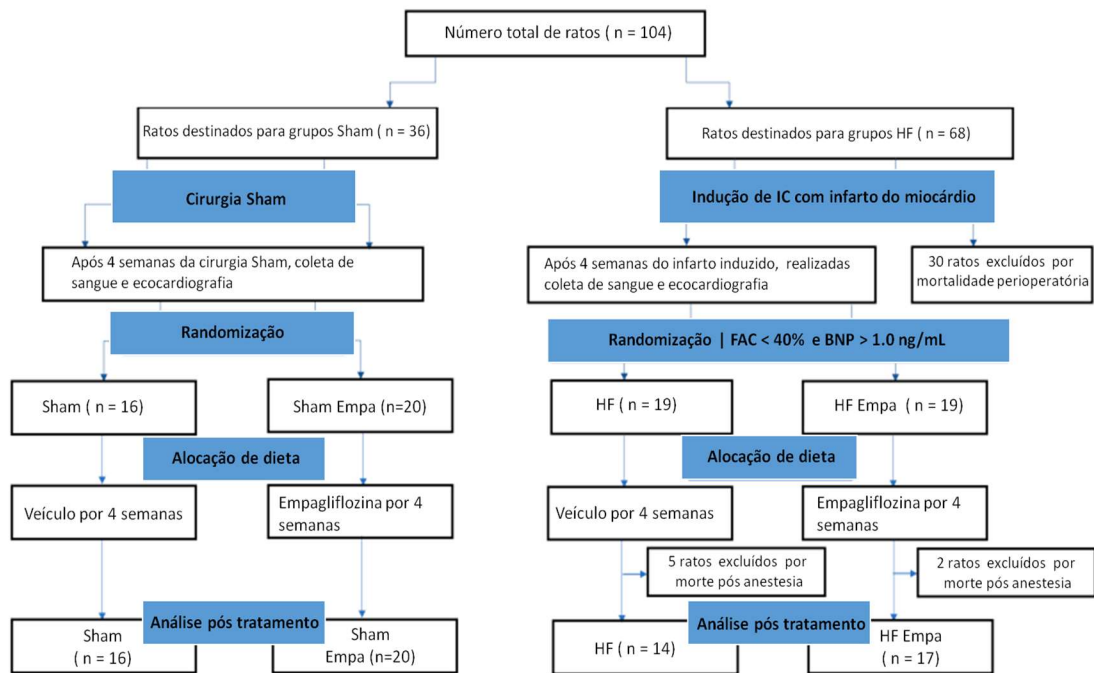 Número total de ratos ( n = 104)
Ratos destinados para grupos Sham ( n = 36)
Ratos destinados para grupos HF ( n = 68)
Cirurgia Sham
Indução de IC com infarto do miocárdio
Após 4 semanas da cirurgia Sham, coleta de
sangue e ecocardiografia
Após 4 semanas do infarto induzido, realizadas
coleta de sangue e ecocardiografia
30 ratos excluídos por
mortalidade perioperatória
Randomização
Randomização | FAC < 40% e BNP > 1.0 ng/mL
Sham ( n = 16)
Sham Empa (n=20)
HF ( n = 19)
HF Empa ( n = 19)
Alocação de dieta
Alocação de dieta
Veículo por 4 semanas
Empagliflozina por 4
semanas
Veículo por 4 semanas
Empagliflozina por 4
semanas
5 ratos excluídos por
morte pós anestesia
2 ratos excluídos por
morte pós anestesia
Análise pós tratamento
Análise pós tratamento
Sham
( n = 16)
Sham
Empa (n=20)
HF ( n = 14)
HF Empa
( n = 17)